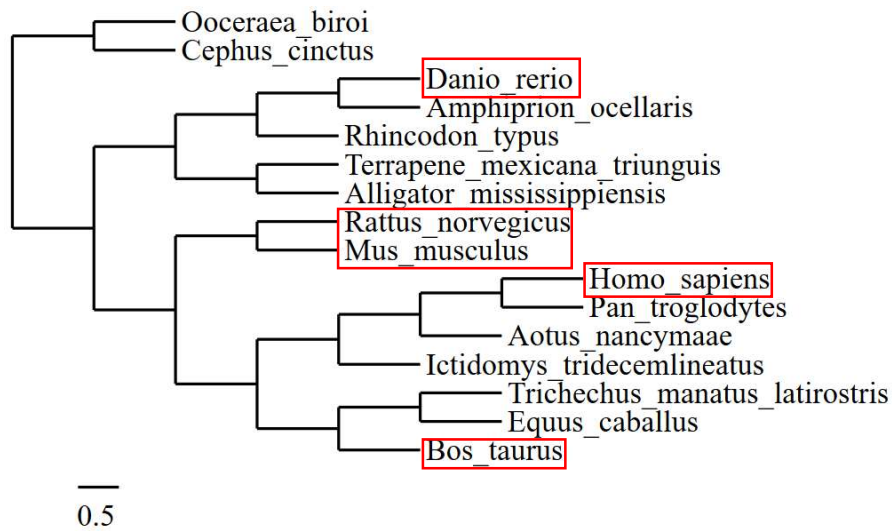 Ooceraea_biroi
Cephus_cinctus
Danio_rerio
Amphiprion_ocellaris
Rhincodon_typus
Terrapene_mexicana_triunguis
Alligator_mississippiensis
Rattus_norvegicus
Mus_musculus
Homo_sapiens
Pan_troglodytes
Aotus_nancymaae
Ictidomys_tridecemlineatus
Trichechus_manatus_latirostris
Equus_caballus
Bos_taurus
0.5